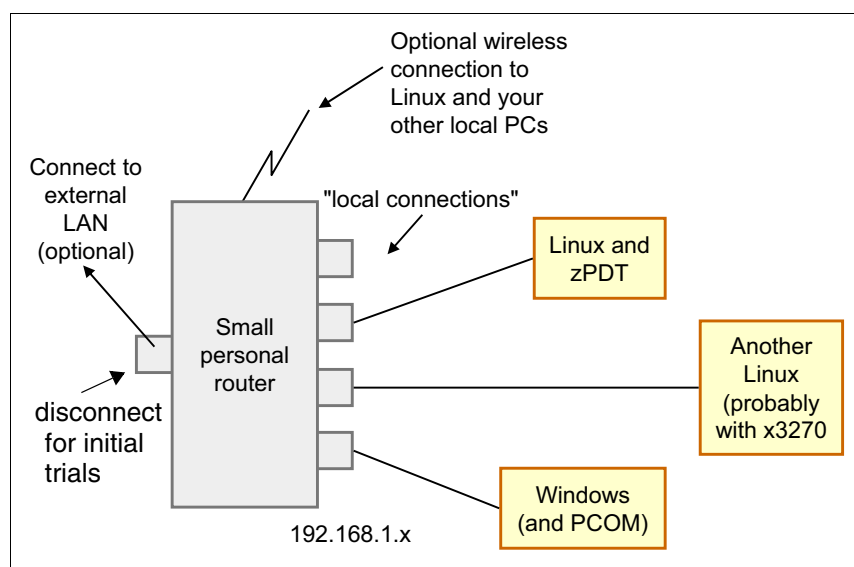 Optional wireless
connection to
Linux and your
other local PCs
Connect to
external
LAN
(optional)
"local connections"
Linux and
zPDT
Small
personal
router
Another
Linux
(probably
with x3270
disconnect
for initial
trials
Windows
(and PCOM)
192.168.1.x